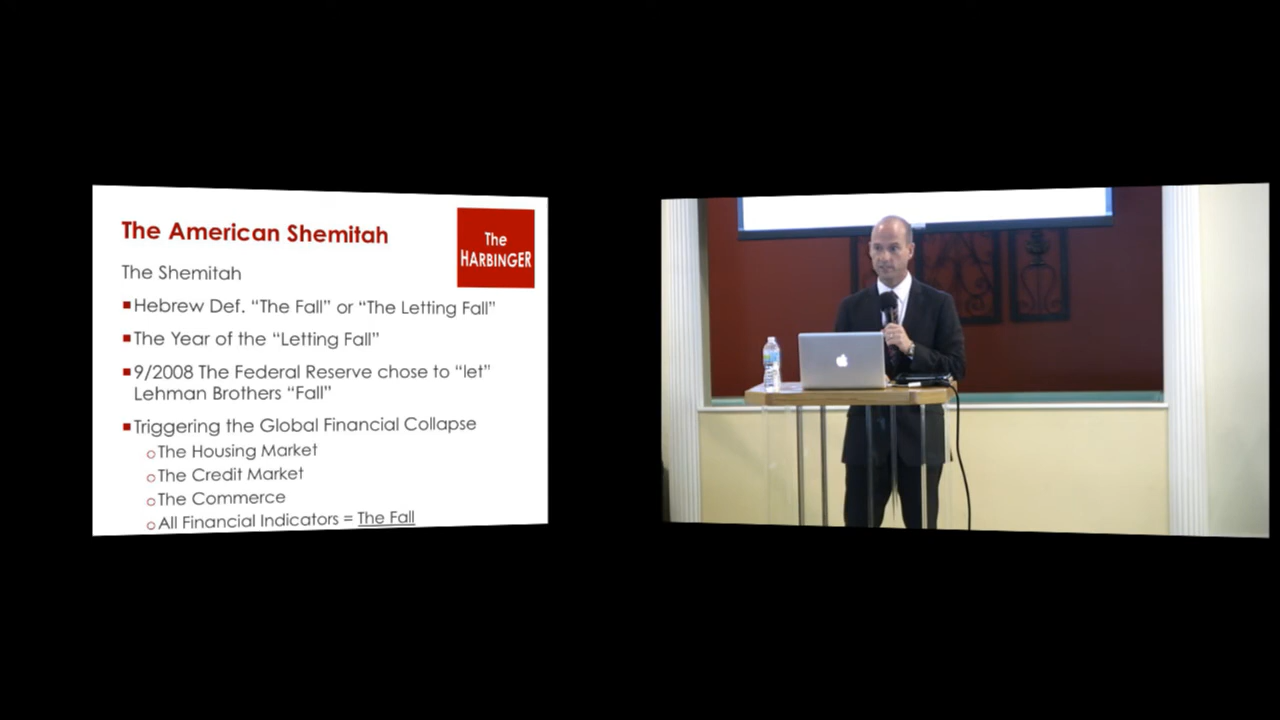 The American Shemitah
The
HARBINGER
The Shemitah
Hebrew Def. “The Fall” or “The Letting Fall”
The Year of the “Letting Fall”
9/2008 The Federal Reserve chose to “let”
Lehman Brothers “Fall”
Triggering the Global Financial Collapse
The Housing Market
The Credit Market
The Commerce
All Financial Indicators = The Fall